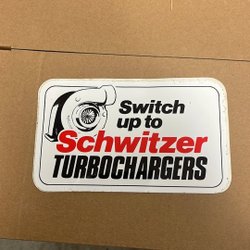 Switch
up to
Schwitzer
TURBOCHARGERS